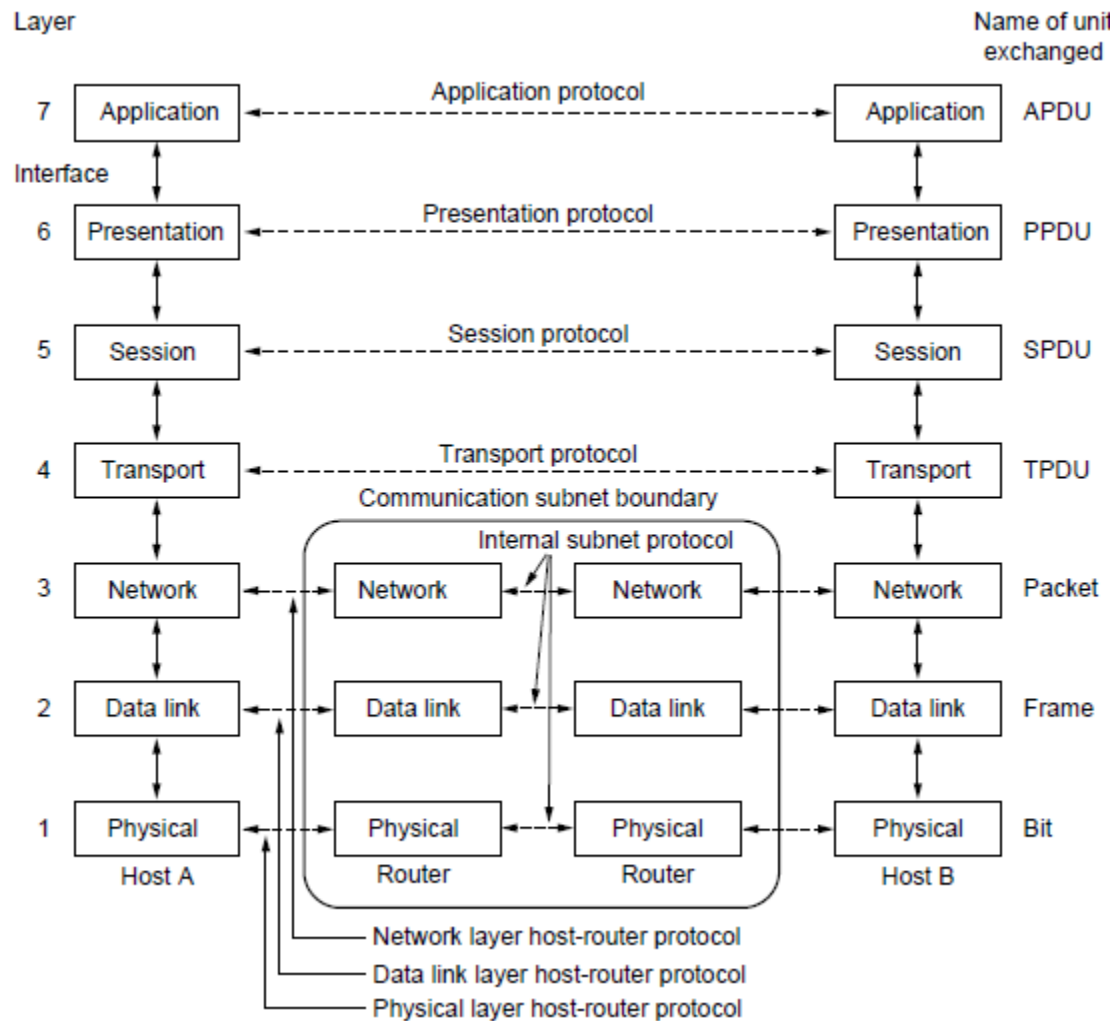 Layer
Name of unit
exchanged
Application protocol
7 Application Application APDU
Interface
Presentation protocol
6 Presentation Presentation PPDU
Session protocol
5 Session Session SPDU
Transport protocol
4 Transport Transport TPDU
Communication subnet boundary
Internal subnet protocol
3 Network Network Network Network Packet
2 Data link Data link Data link Data link Frame
1 Physical Physical Physical Physical Bit
Host A Router Router Host B
Network layer host-router protocol
Data link layer host-router protocol
Physical layer host-router protocol